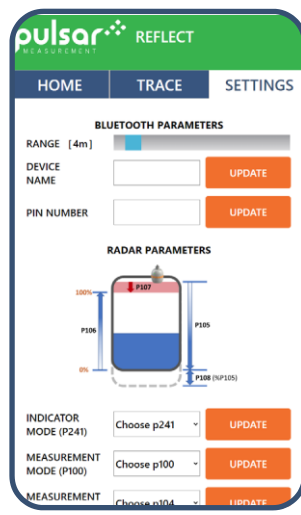 pulsar
MEASUREMENT
REFLECT
HOME TRACE SETTINGS
BLUETOOTH PARAMETERS
RANGE [4m]
DEVICE NAME UPDATE
PIN NUMBER UPDATE
RADAR PARAMETERS
P107
100%
P106 P105
0%
P108 (%P105)
INDICATOR
MODE (P241) Choose p241 UPDATE
MEASUREMENT
MODE (P100) Choose p100 UPDATE
MEASUREMENT
Choose p104 UPDATE